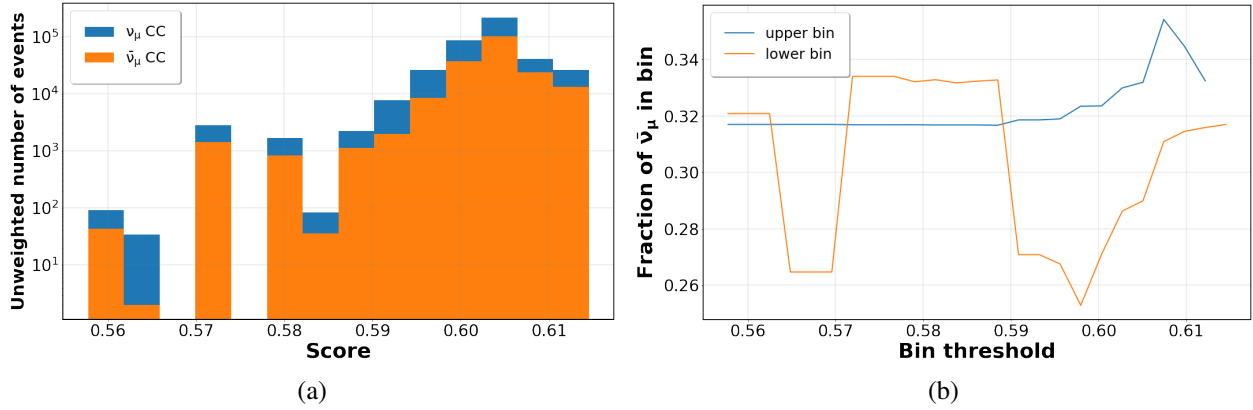 Unweighted number of events
10⁵
10⁴
10³
10²
10¹
ν_μ CC
ν̄_μ CC
0.56 0.57 0.58 0.59 0.60 0.61
Score
(a)
Fraction of ν̄_μ in bin
0.34
0.32
0.30
0.28
0.26
upper bin
lower bin
0.56 0.57 0.58 0.59 0.60 0.61
Bin threshold
(b)